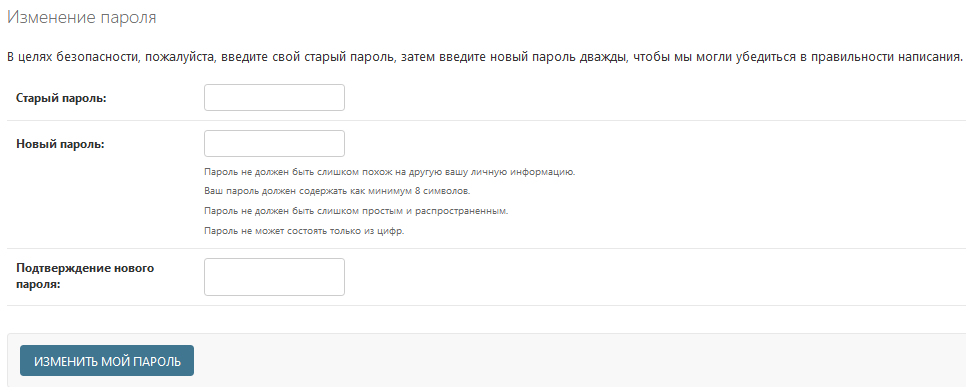 Изменение пароля
В целях безопасности, пожалуйста, введите свой старый пароль, затем введите новый пароль дважды, чтобы мы могли убедиться в правильности написания.
Старый пароль:
Новый пароль:
Пароль не должен быть слишком похож на другую вашу личную информацию.
Ваш пароль должен содержать как минимум 8 символов.
Пароль не должен быть слишком простым и распространенным.
Пароль не может состоять только из цифр.
Подтверждение нового
пароля:
ИЗМЕНИТЬ МОЙ ПАРОЛЬ